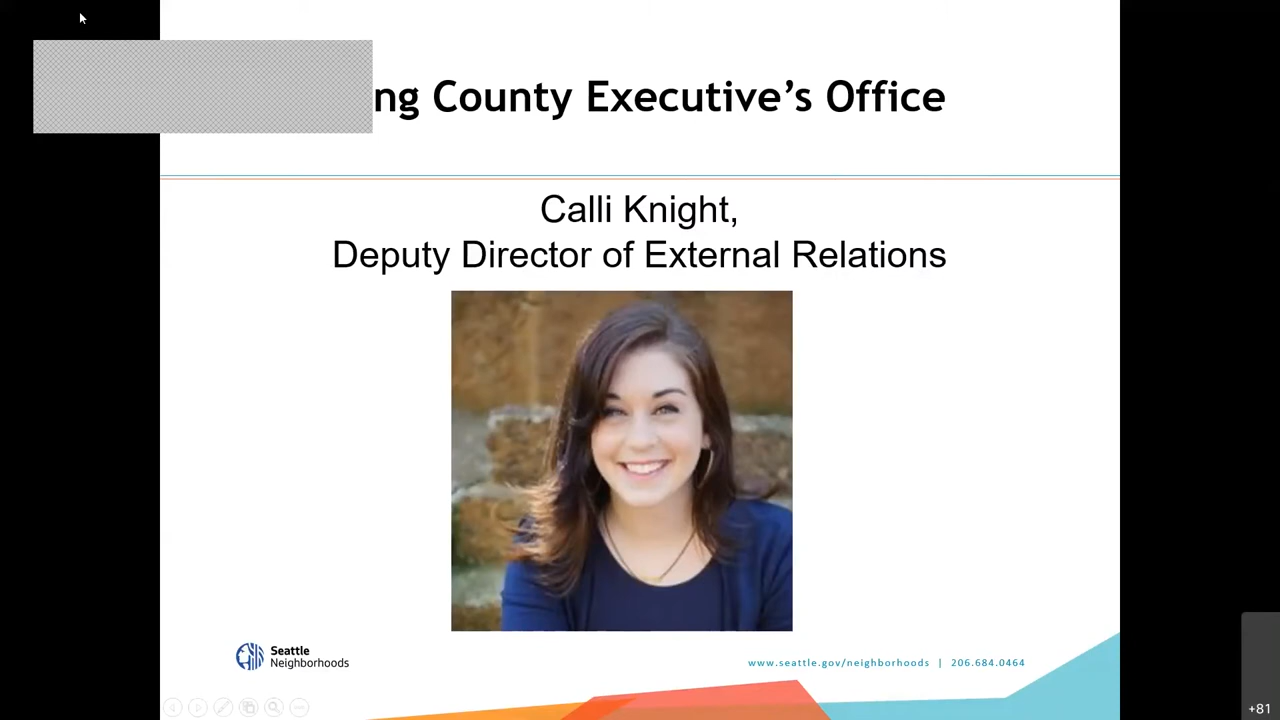 ng County Executive's Office
Calli Knight,
Deputy Director of External Relations
Seattle
Neighborhoods
www.seattle.gov/neighborhoods | 206.684.0464
+81